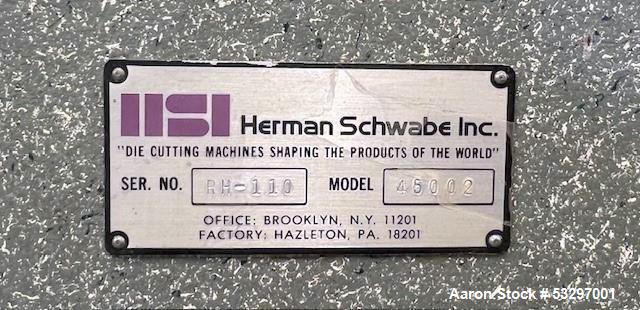 HSI Herman Schwabe Inc.
"DIE CUTTING MACHINES SHAPING THE PRODUCTS OF THE WORLD"
SER. NO. RH-110 MODEL 45002
OFFICE: BROOKLYN, N.Y. 11201
FACTORY: HAZLETON, PA. 18201
Aaron Stock # 53297001